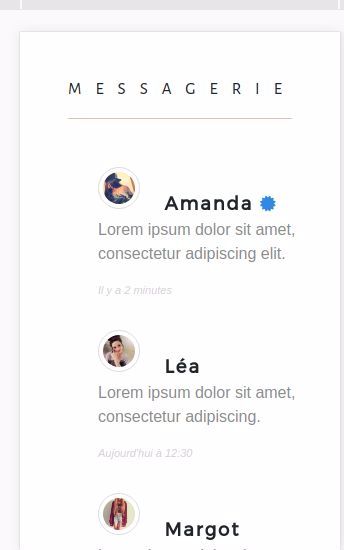 MESSAGERIE
Amanda
Lorem ipsum dolor sit amet,
consectetur adipiscing elit.
Il y a 2 minutes
Léa
Lorem ipsum dolor sit amet,
consectetur adipiscing.
Aujourd'hui à 12:30
Margot